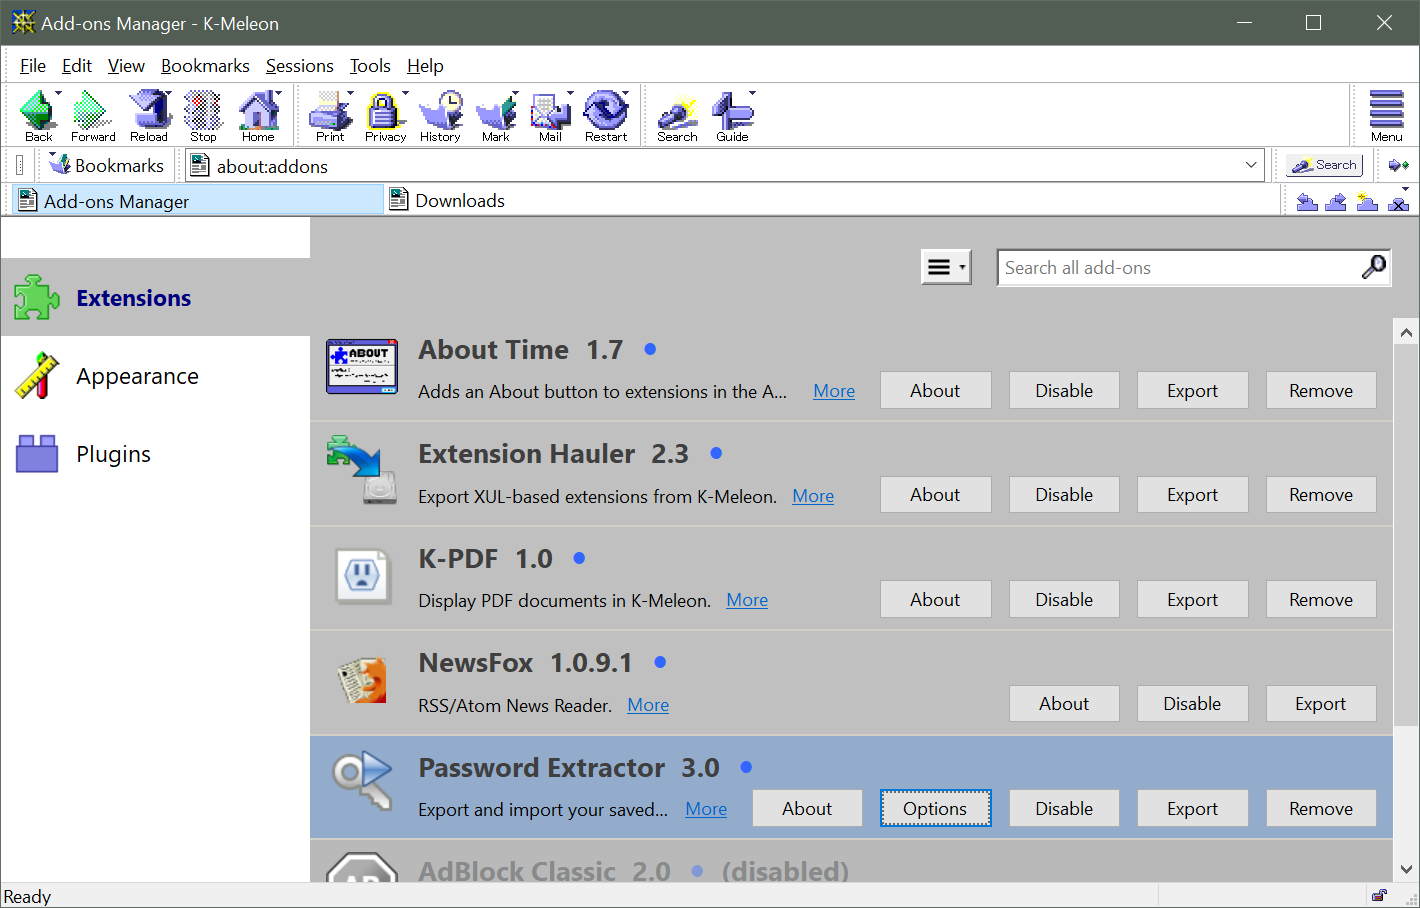 Add-ons Manager - K-Meleon
File Edit View Bookmarks Sessions Tools Help
Back Forward Reload Stop Home Print Privacy History Mark Mail Restart Search Guide Menu
Bookmarks about:addons Search
Add-ons Manager Downloads
Search all add-ons
Extensions
Appearance
Plugins
ABOUT
About Time 1.7
Adds an About button to extensions in the A... More About Disable Export Remove
Extension Hauler 2.3
Export XUL-based extensions from K-Meleon. More About Disable Export Remove
K-PDF 1.0
Display PDF documents in K-Meleon. More About Disable Export Remove
NewsFox 1.0.9.1
RSS/Atom News Reader. More About Disable Export
Password Extractor 3.0
Export and import your saved... More About Options Disable Export Remove
AdBlock Classic 2.0 (disabled)
Ready